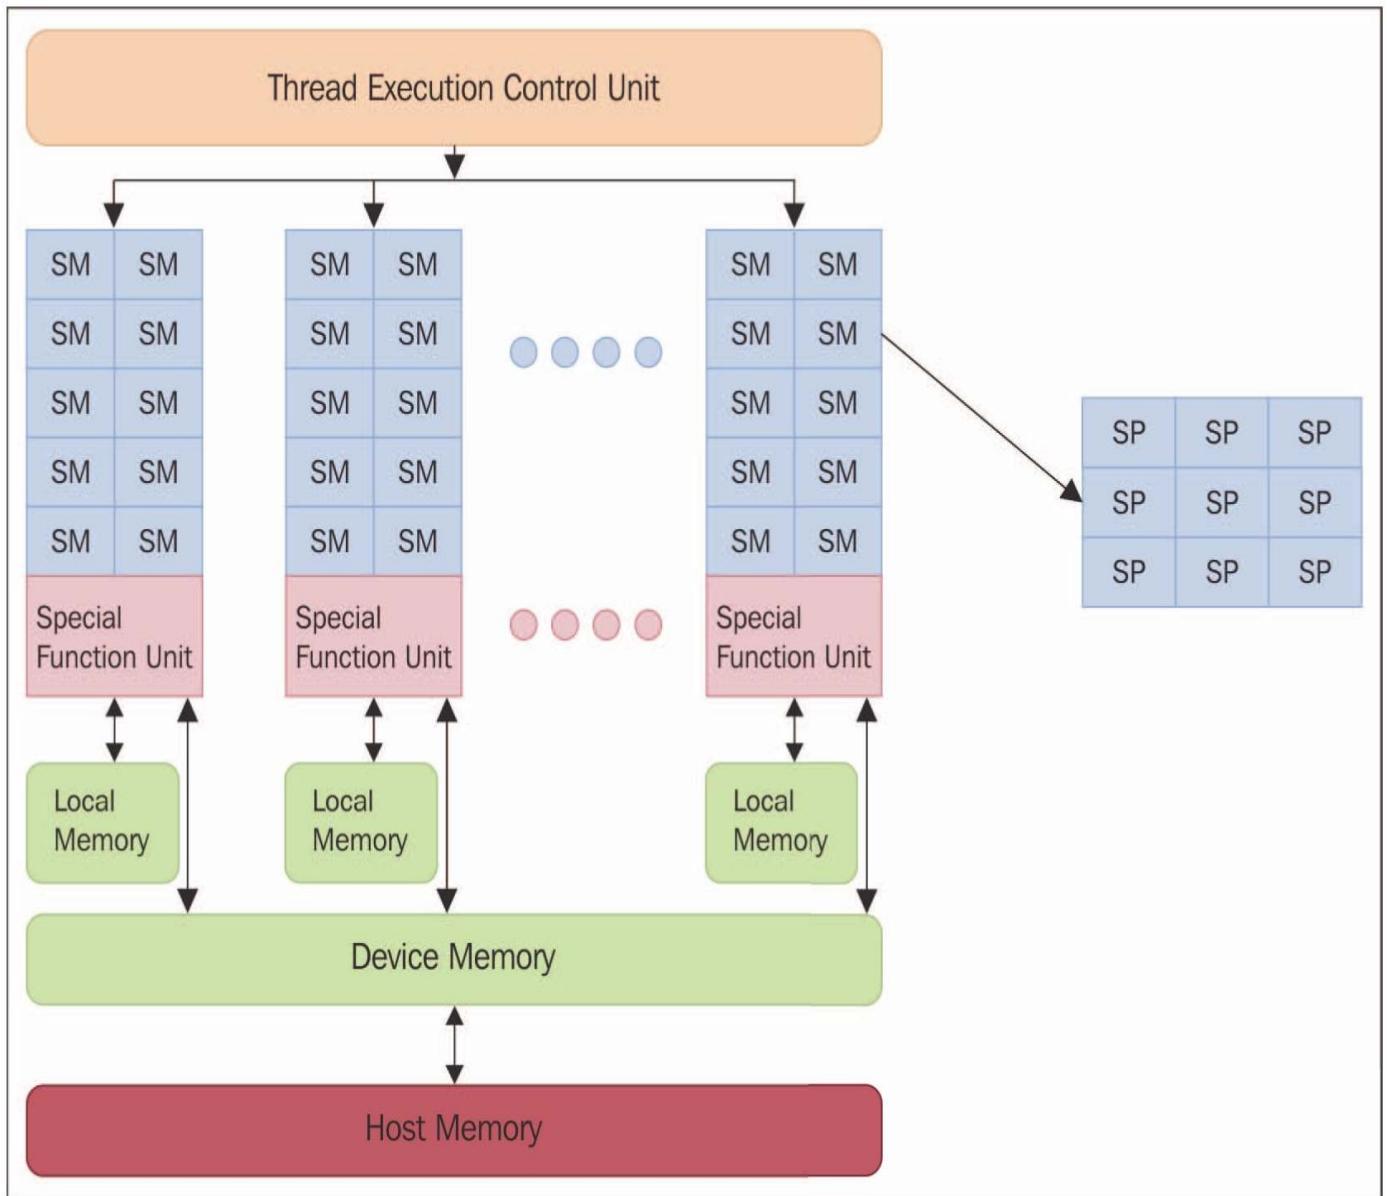 Thread Execution Control Unit
SM SM SM SM SM SM
SM SM SM SM SM SM
SM SM SM SM SM SM
SM SM SM SM SM SM
SM SM SM SM SM SM
SP SP SP
SP SP SP
SP SP SP
Special
Function Unit
Special
Function Unit
Special
Function Unit
Local
Memory
Local
Memory
Local
Memory
Device Memory
Host Memory